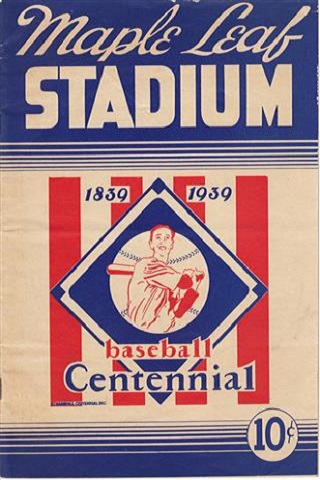 Maple Leaf
STADIUM
1839 1939
baseball
Centennial
10¢